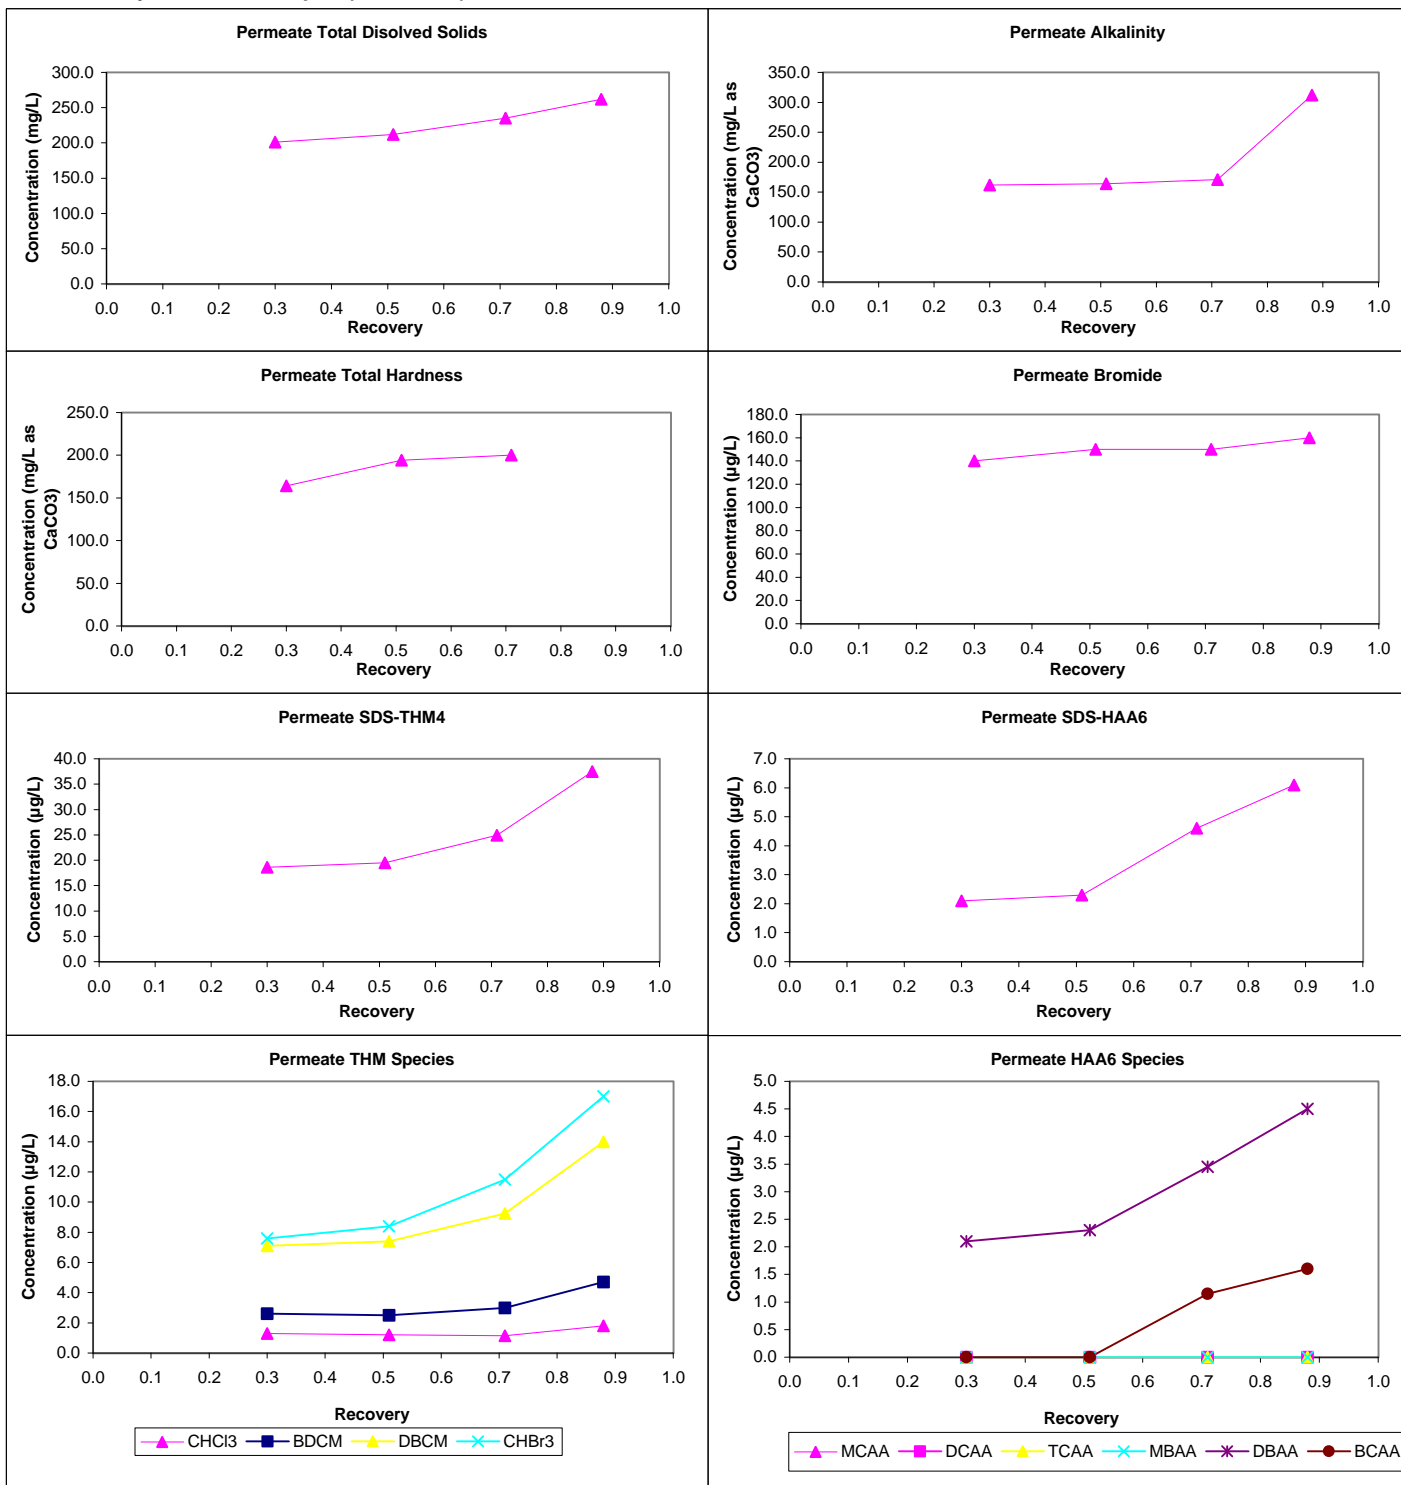 Permeate Total Disolved Solids
Concentration (mg/L)
300.0
250.0
200.0
150.0
100.0
50.0
0.0
0.0 0.1 0.2 0.3 0.4 0.5 0.6 0.7 0.8 0.9 1.0
Recovery
Permeate Alkalinity
Concentration (mg/L as
CaCO3)
350.0
300.0
250.0
200.0
150.0
100.0
50.0
0.0
0.0 0.1 0.2 0.3 0.4 0.5 0.6 0.7 0.8 0.9 1.0
Recovery
Permeate Total Hardness
Concentration (mg/L as
CaCO3)
250.0
200.0
150.0
100.0
50.0
0.0
0.0 0.1 0.2 0.3 0.4 0.5 0.6 0.7 0.8 0.9 1.0
Recovery
Permeate Bromide
Concentration (µg/L)
180.0
160.0
140.0
120.0
100.0
80.0
60.0
40.0
20.0
0.0
0.0 0.1 0.2 0.3 0.4 0.5 0.6 0.7 0.8 0.9 1.0
Recovery
Permeate SDS-THM4
Concentration (µg/L)
40.0
35.0
30.0
25.0
20.0
15.0
10.0
5.0
0.0
0.0 0.1 0.2 0.3 0.4 0.5 0.6 0.7 0.8 0.9 1.0
Recovery
Permeate SDS-HAA6
Concentration (µg/L)
7.0
6.0
5.0
4.0
3.0
2.0
1.0
0.0
0.0 0.1 0.2 0.3 0.4 0.5 0.6 0.7 0.8 0.9 1.0
Recovery
Permeate THM Species
Concentration (µg/L)
18.0
16.0
14.0
12.0
10.0
8.0
6.0
4.0
2.0
0.0
0.0 0.1 0.2 0.3 0.4 0.5 0.6 0.7 0.8 0.9 1.0
Recovery
CHCl3 BDCM DBCM CHBr3
Permeate HAA6 Species
Concentration (µg/L)
5.0
4.5
4.0
3.5
3.0
2.5
2.0
1.5
1.0
0.5
0.0
0.0 0.1 0.2 0.3 0.4 0.5 0.6 0.7 0.8 0.9 1.0
Recovery
MCAA DCAA TCAA MBAA DBAA BCAA